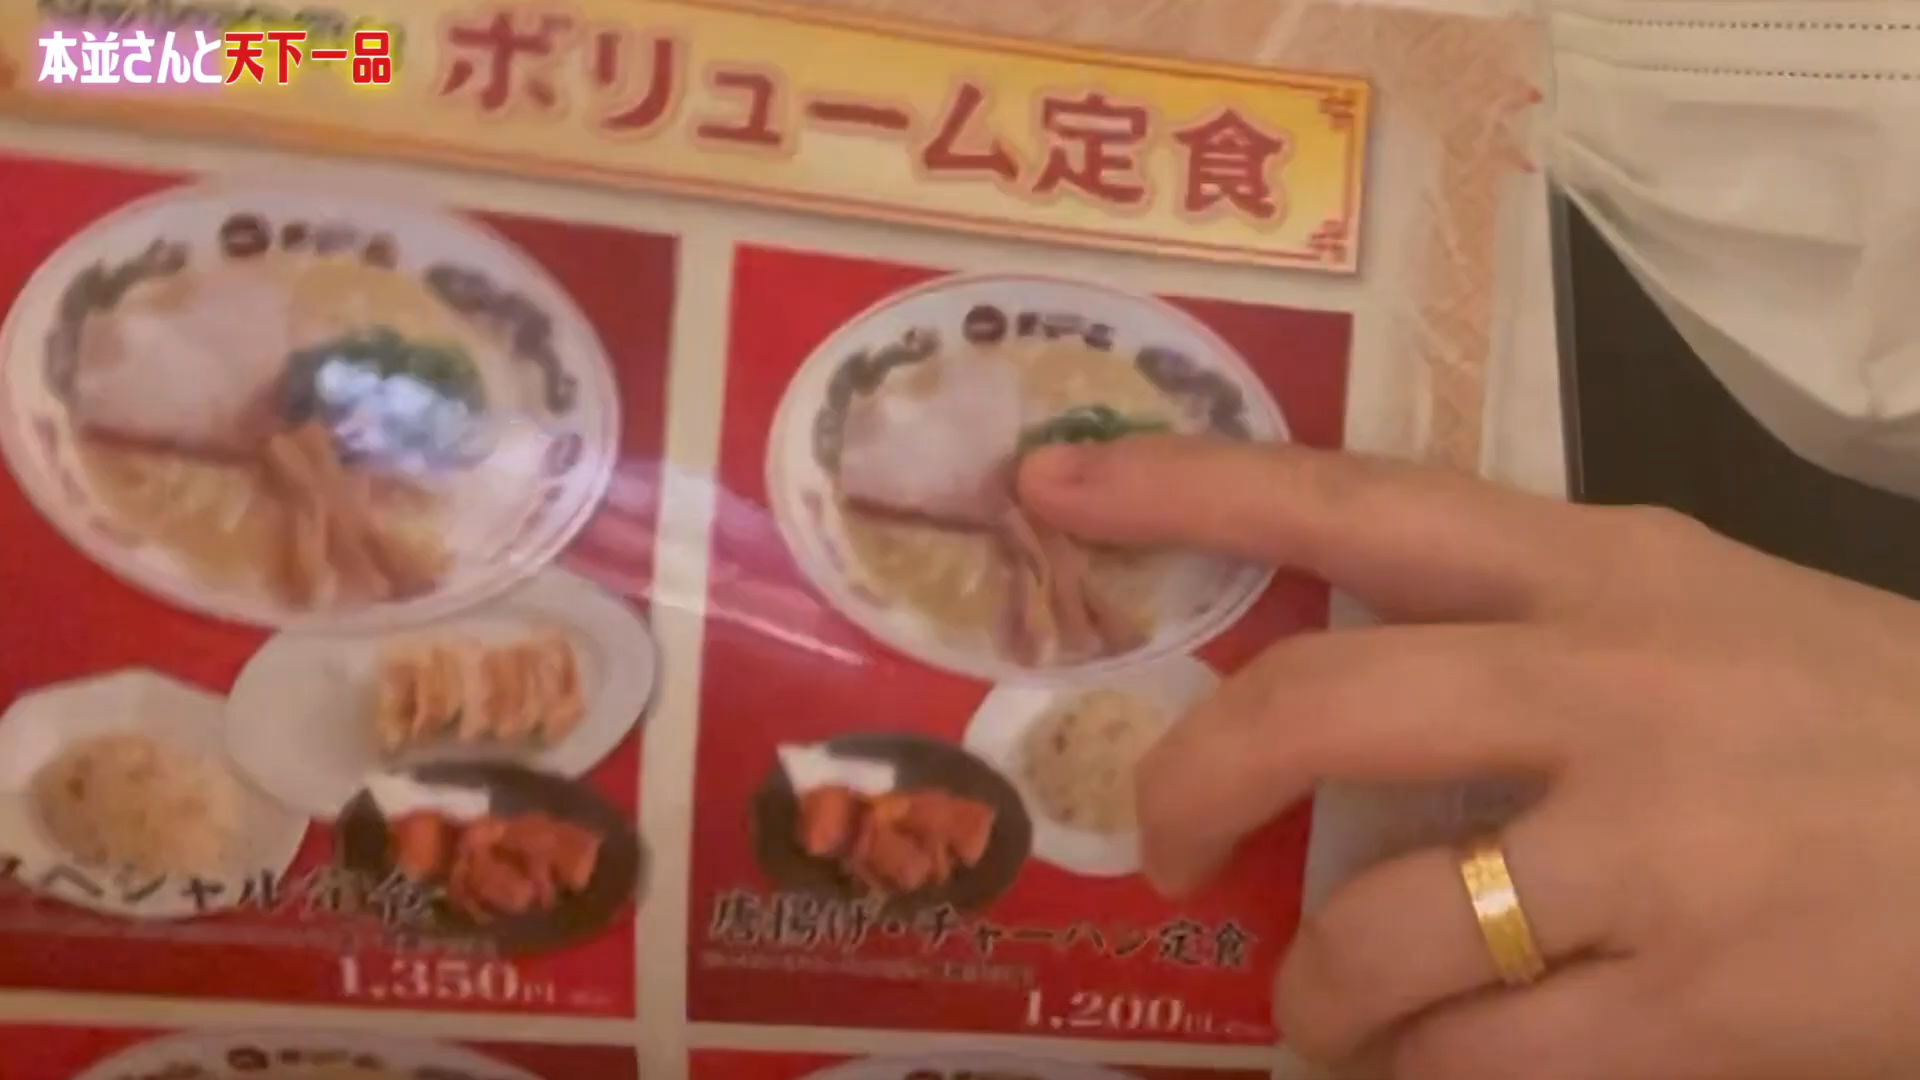 本並さんと天下一品
ボリューム定食
スペシャル定食
1,350円
唐揚げ・チャーハン定食
1,200円